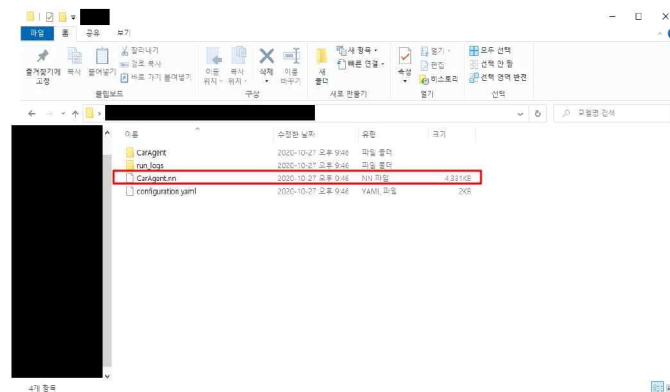 파일 홈 공유 보기
즐겨찾기에 고정
복사
붙여넣기
잘라내기
경로 복사
바로 가기 붙여넣기
클립보드
이동 위치
복사 위치
삭제
이름 바꾸기
구성
새 폴더
새 항목
빠른 연결
새로 만들기
속성
열기
편집
히스토리
열기
모두 선택
선택 안 함
선택 영역 반전
선택
이름 수정한 날짜 유형 크기
CarAgent 2020-10-27 오후 9:46 파일 폴더
run_logs 2020-10-27 오후 9:46 파일 폴더
CarAgent.nn 2020-10-27 오후 9:46 NN 파일 4,331KB
configuration.yaml 2020-10-27 오후 9:46 YAML 파일 2KB
4개 항목